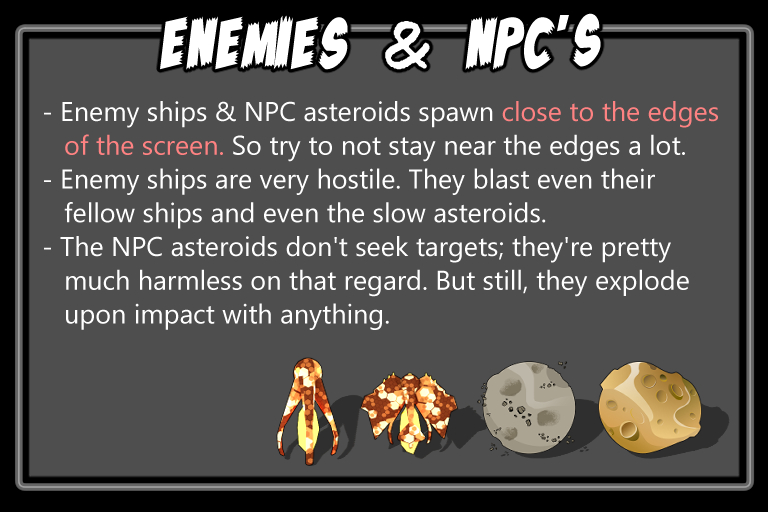 ENEMIES & NPC'S
- Enemy ships & NPC asteroids spawn close to the edges
of the screen. So try to not stay near the edges a lot.
- Enemy ships are very hostile. They blast even their
fellow ships and even the slow asteroids.
- The NPC asteroids don't seek targets; they're pretty
much harmless on that regard. But still, they explode
upon impact with anything.